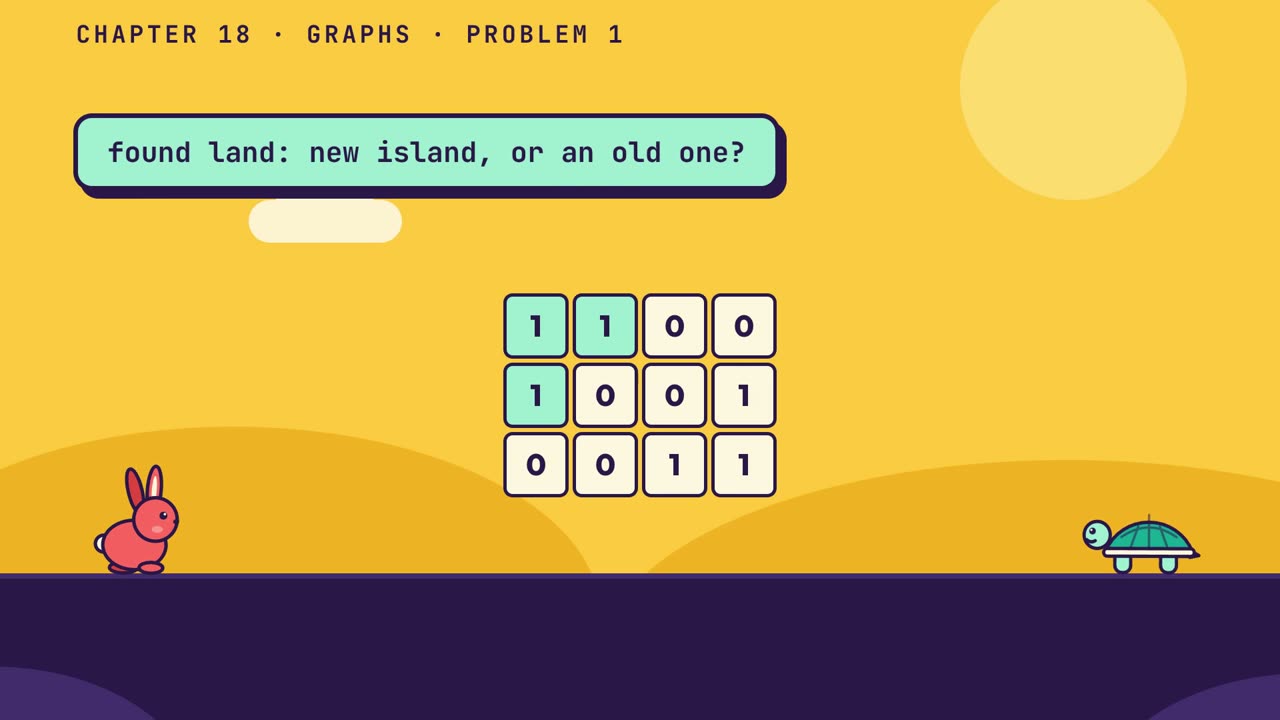 CHAPTER 18 · GRAPHS · PROBLEM 1
found land: new island, or an old one?
1 1 0 0
1 0 0 1
0 0 1 1